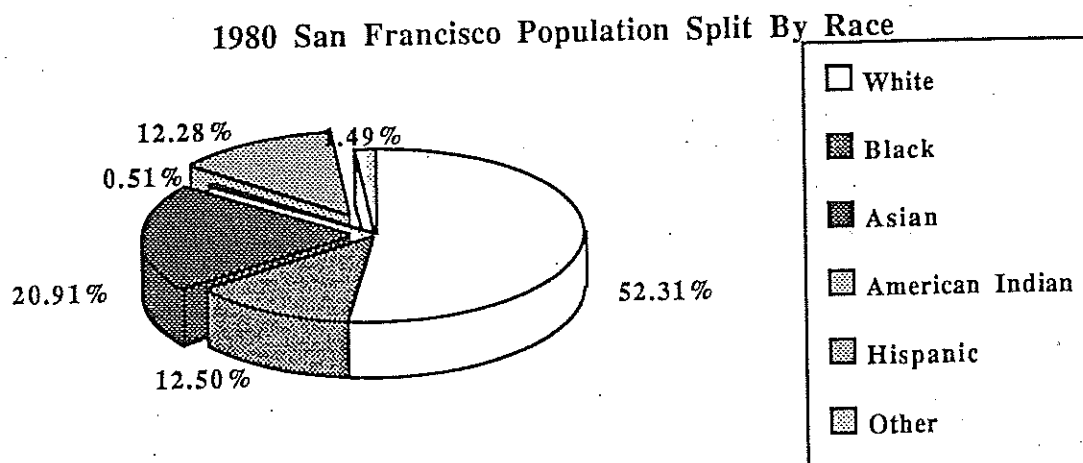 1980 San Francisco Population Split By Race
White
Black
Asian
American Indian
Hispanic
Other
12.28%
.49%
0.51%
20.91%
52.31%
12.50%